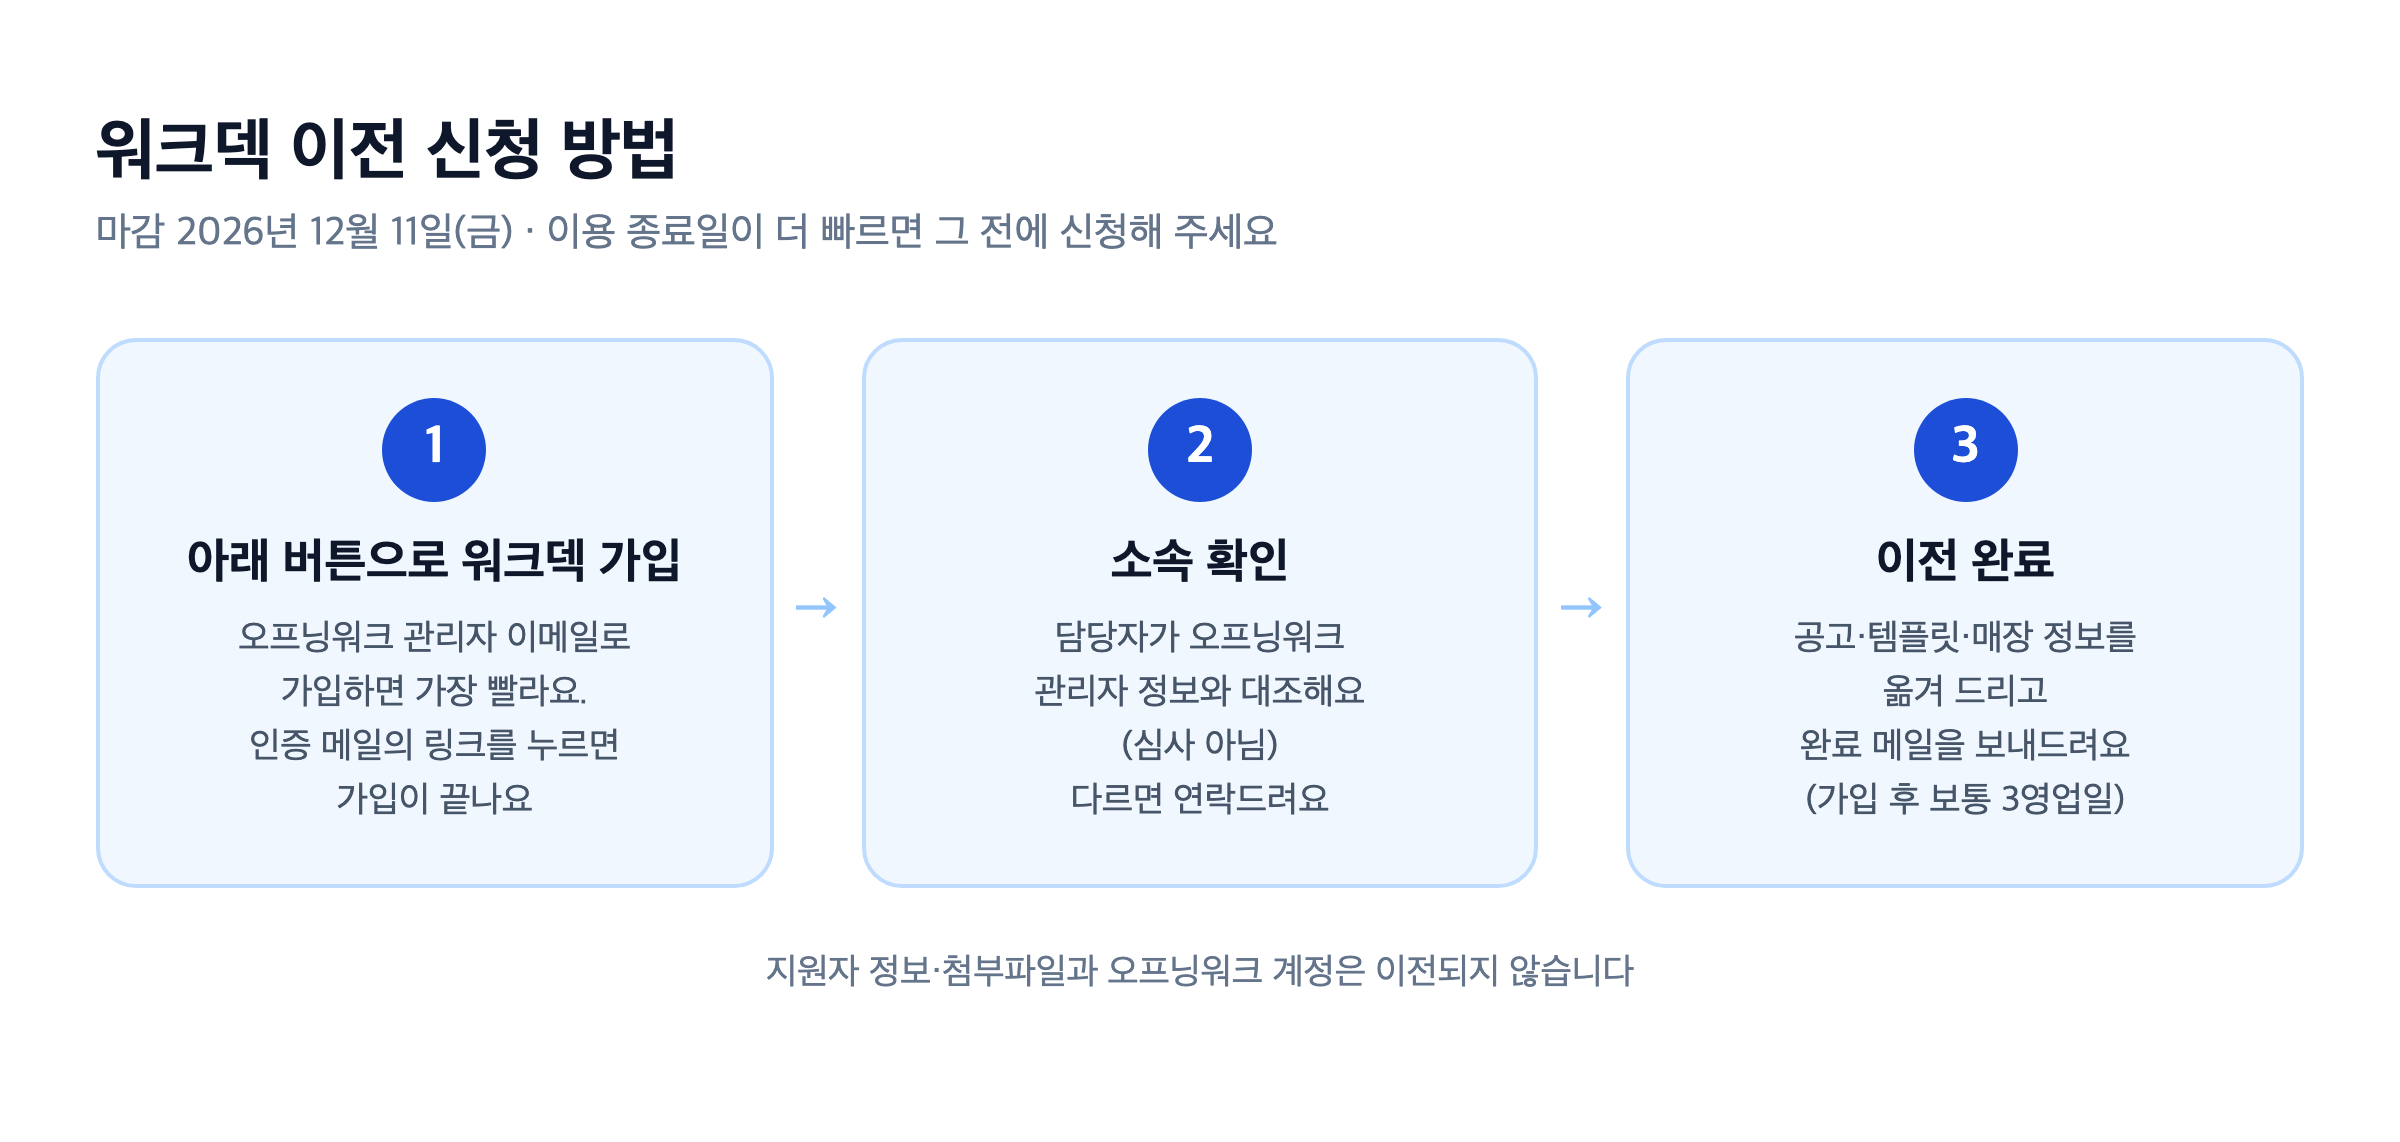 워크덱 이전 신청 방법
마감 2026년 12월 11일(금) · 이용 종료일이 더 빠르면 그 전에 신청해 주세요
1
아래 버튼으로 워크덱 가입
오프닝워크 관리자 이메일로
가입하면 가장 빨라요.
인증 메일의 링크를 누르면
가입이 끝나요
→
2
소속 확인
담당자가 오프닝워크
관리자 정보와 대조해요
(심사 아님)
다르면 연락드려요
→
3
이전 완료
공고·템플릿·매장 정보를
옮겨 드리고
완료 메일을 보내드려요
(가입 후 보통 3영업일)
지원자 정보·첨부파일과 오프닝워크 계정은 이전되지 않습니다